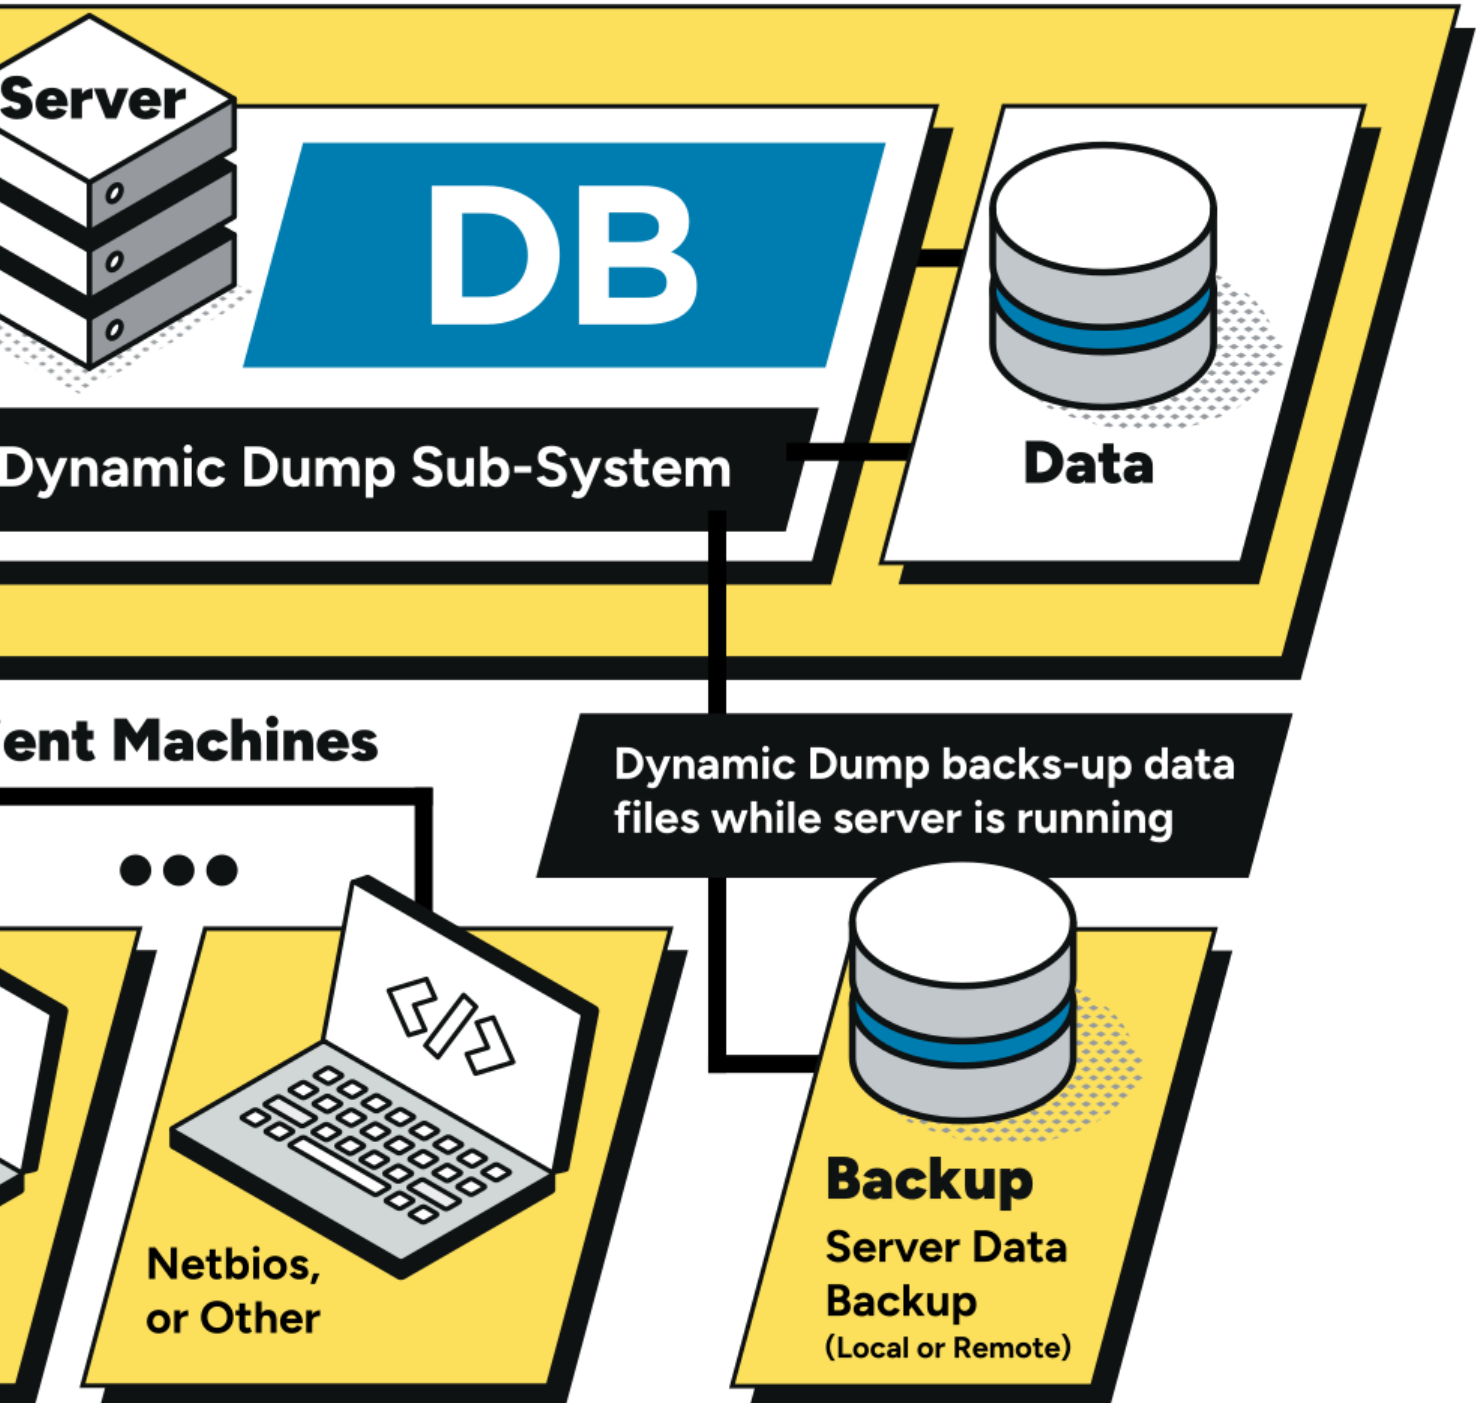 Server
DB
Dynamic Dump Sub-System
Data
ent Machines
Dynamic Dump backs-up data
files while server is running
Netbios,
or Other
Backup
Server Data
Backup
(Local or Remote)